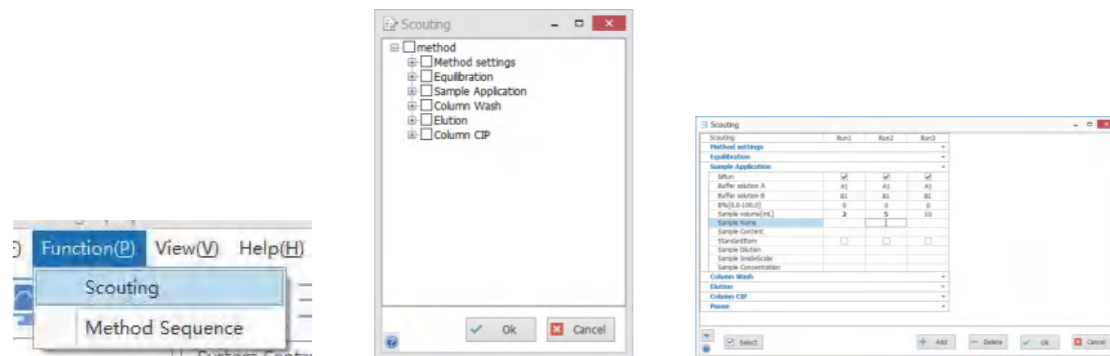 Function(P) View(V) Help(H)
Scouting
Method Sequence
Scouting
method
Method settings
Equilibration
Sample Application
Column Wash
Elution
Column CIP
Ok Cancel
Scouting
Scouting Run1 Run2 Run3
Method settings
Equilibration
Sample Application
Buffer solution A A1 A1 A1
Buffer solution B B1 B1 B1
B%[0.0-100.0] 0 0 0
Sample volume[mL] 2 5 10
Sample Name
Sample Content
StandardItem
Sample Dilution
Sample InsideScalar
Sample Concentration
Column Wash
Elution
Column CIP
Pause
Select Add Delete Ok Cancel